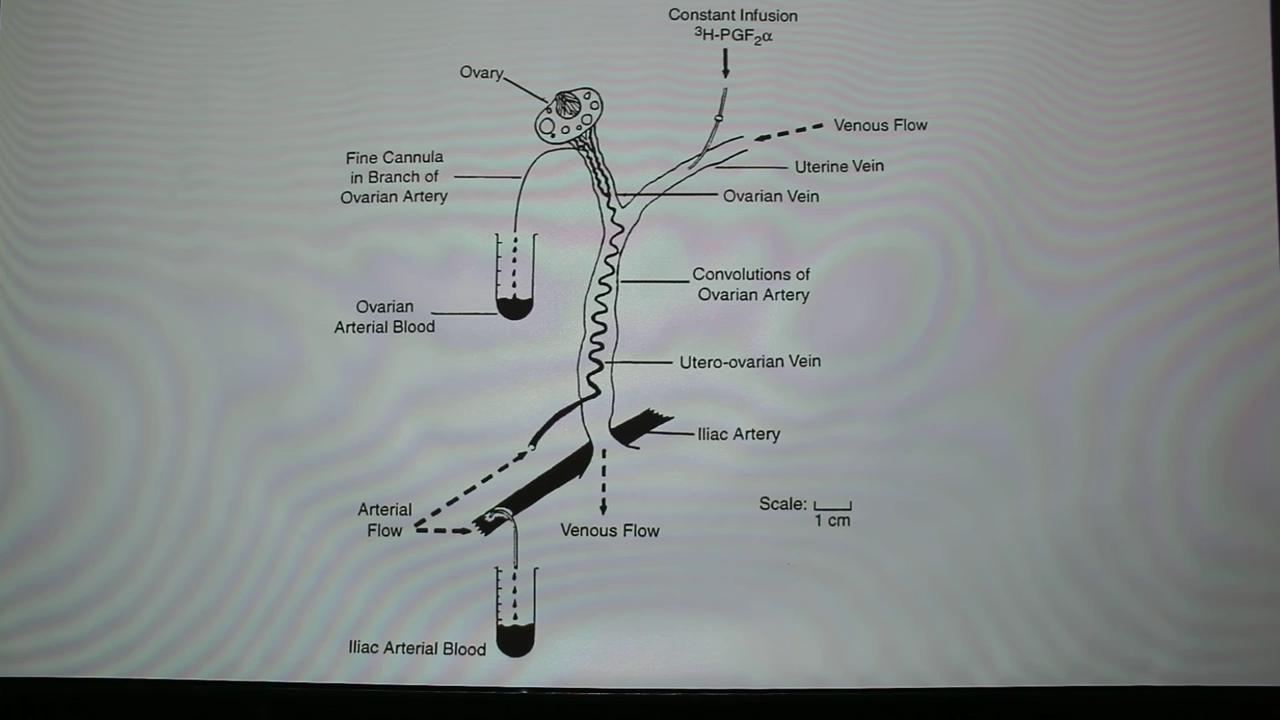 Constant Infusion
³H-PGF₂α
Ovary
Venous Flow
Fine Cannula
in Branch of
Ovarian Artery
Uterine Vein
Ovarian Vein
Convolutions of
Ovarian Artery
Ovarian
Arterial Blood
Utero-ovarian Vein
Iliac Artery
Arterial
Flow
Venous Flow
Scale:
1 cm
Iliac Arterial Blood